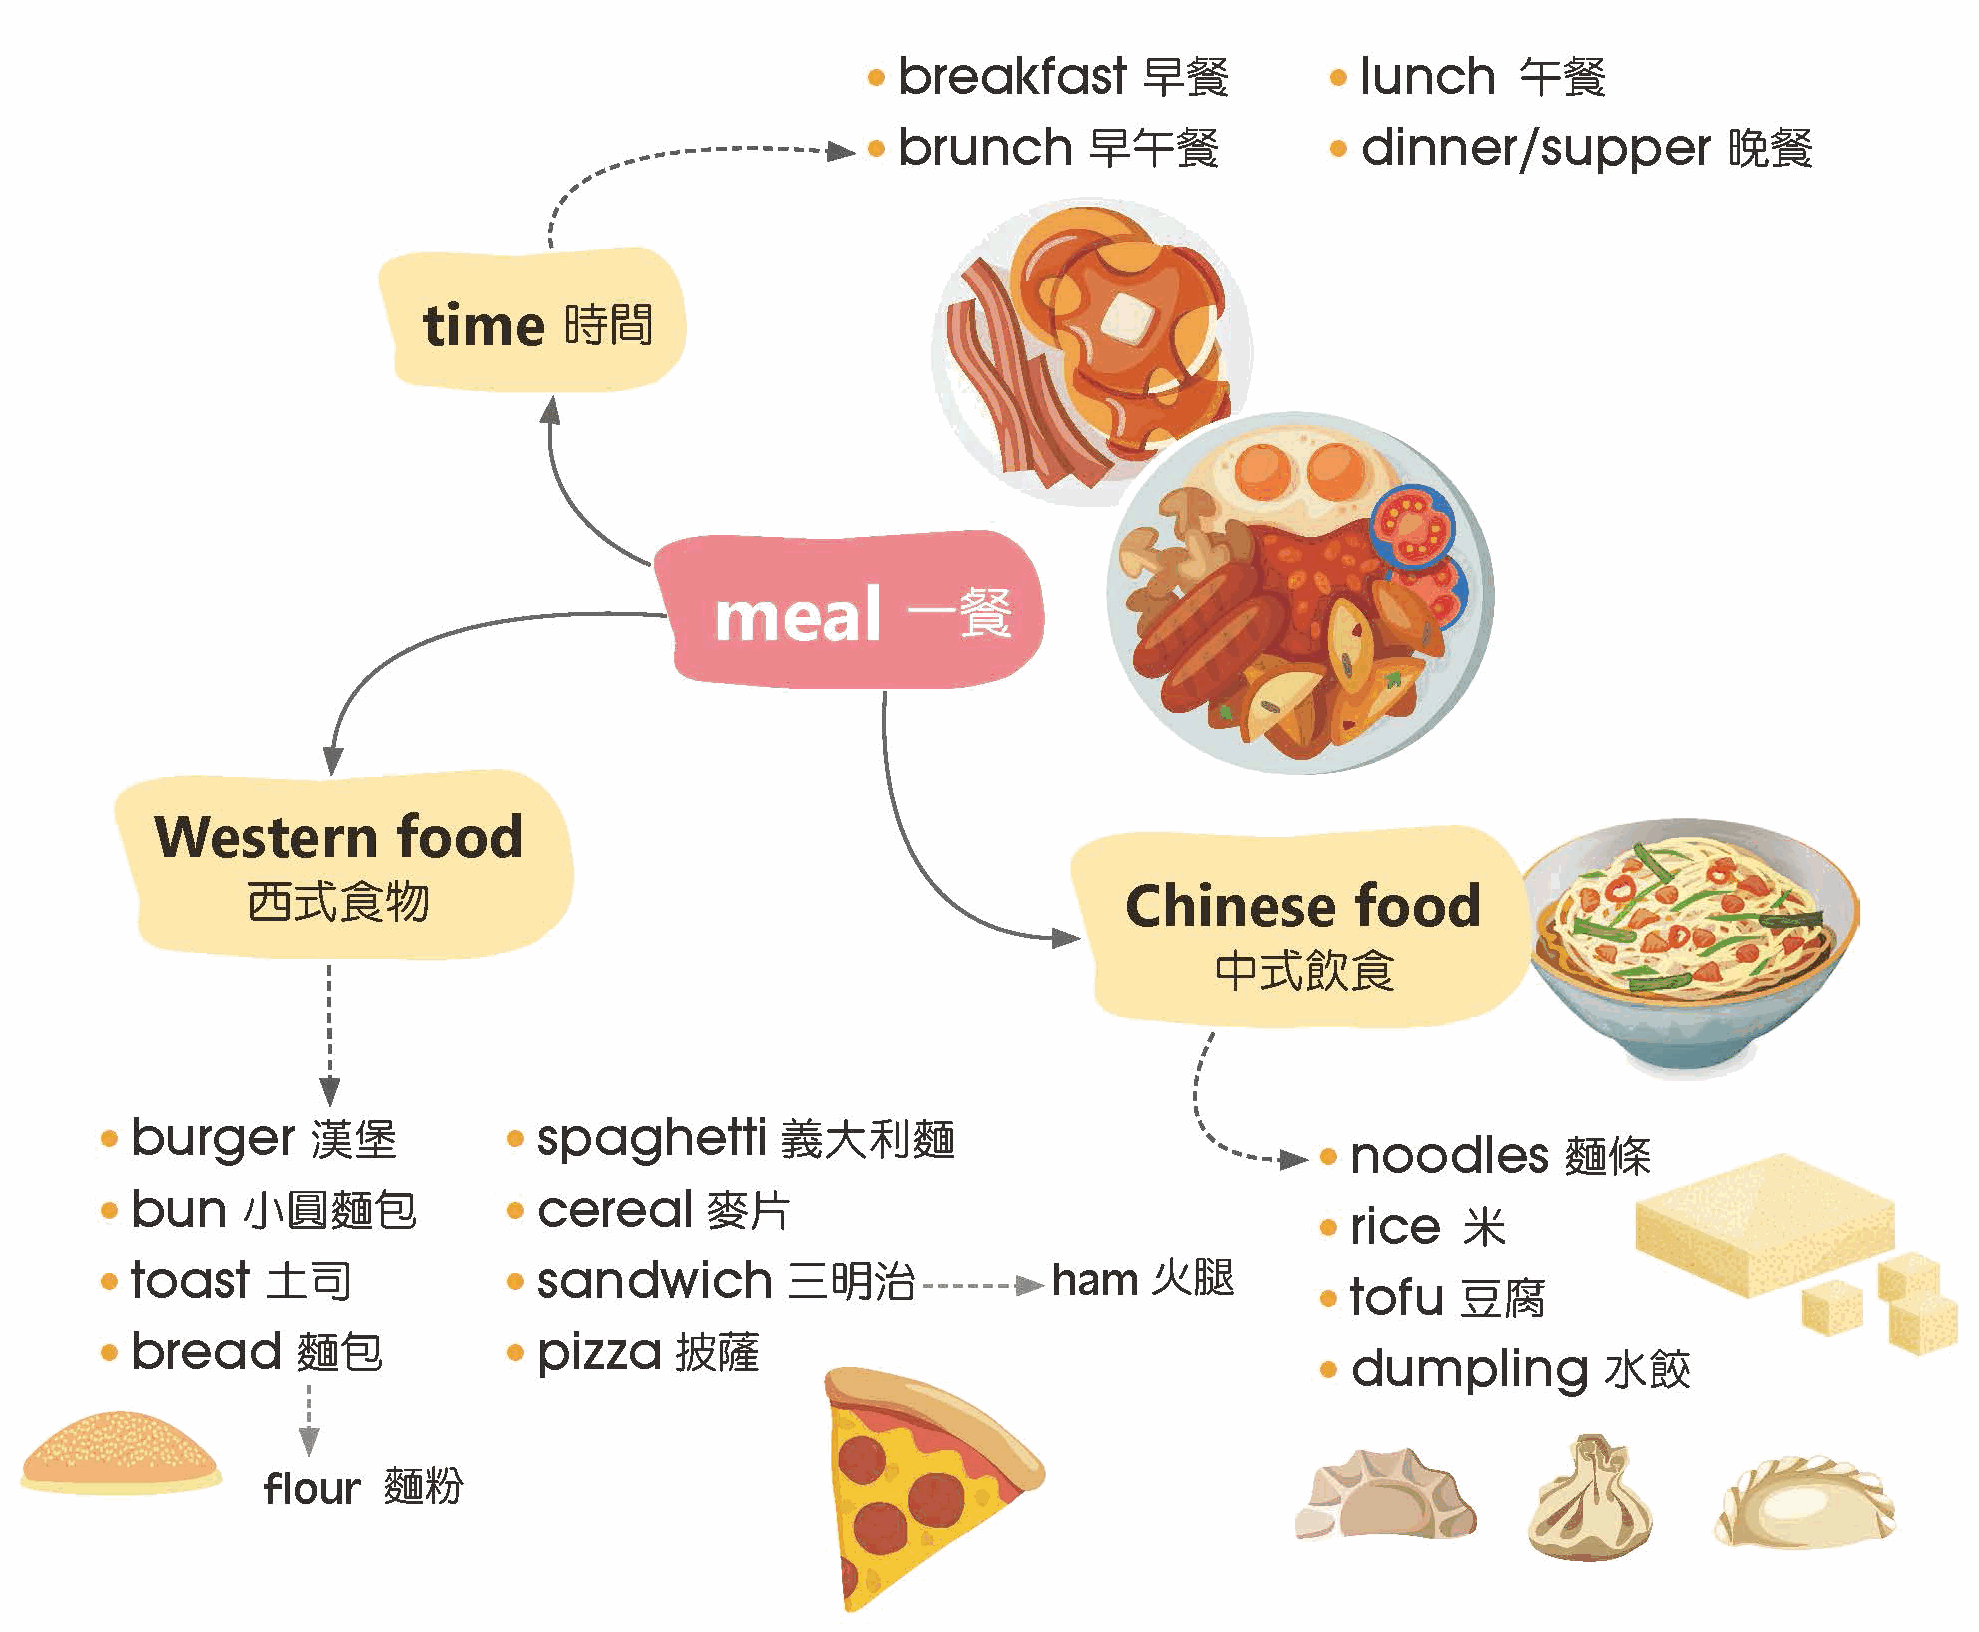 breakfast 早餐
lunch 午餐
brunch 早午餐
dinner/supper 晚餐
time 時間
meal 一餐
Western food
西式食物
Chinese food
中式飲食
burger 漢堡
bun 小圓麵包
toast 土司
bread 麵包
flour 麵粉
spaghetti 義大利麵
cereal 麥片
sandwich 三明治
ham 火腿
pizza 披薩
noodles 麵條
rice 米
tofu 豆腐
dumpling 水餃